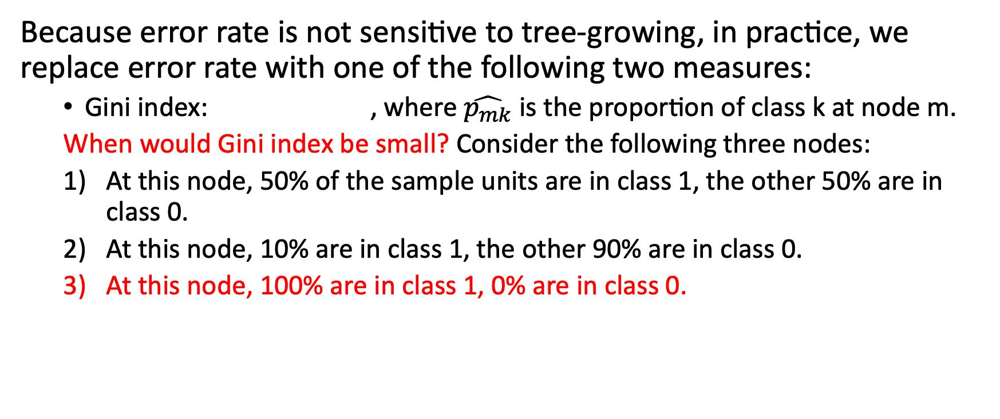 Because error rate is not sensitive to tree-growing, in practice, we
replace error rate with one of the following two measures:
• Gini index: , where $\widehat{p_{mk}}$ is the proportion of class k at node m.
When would Gini index be small? Consider the following three nodes:
1) At this node, 50% of the sample units are in class 1, the other 50% are in
class 0.
2) At this node, 10% are in class 1, the other 90% are in class 0.
3) At this node, 100% are in class 1, 0% are in class 0.